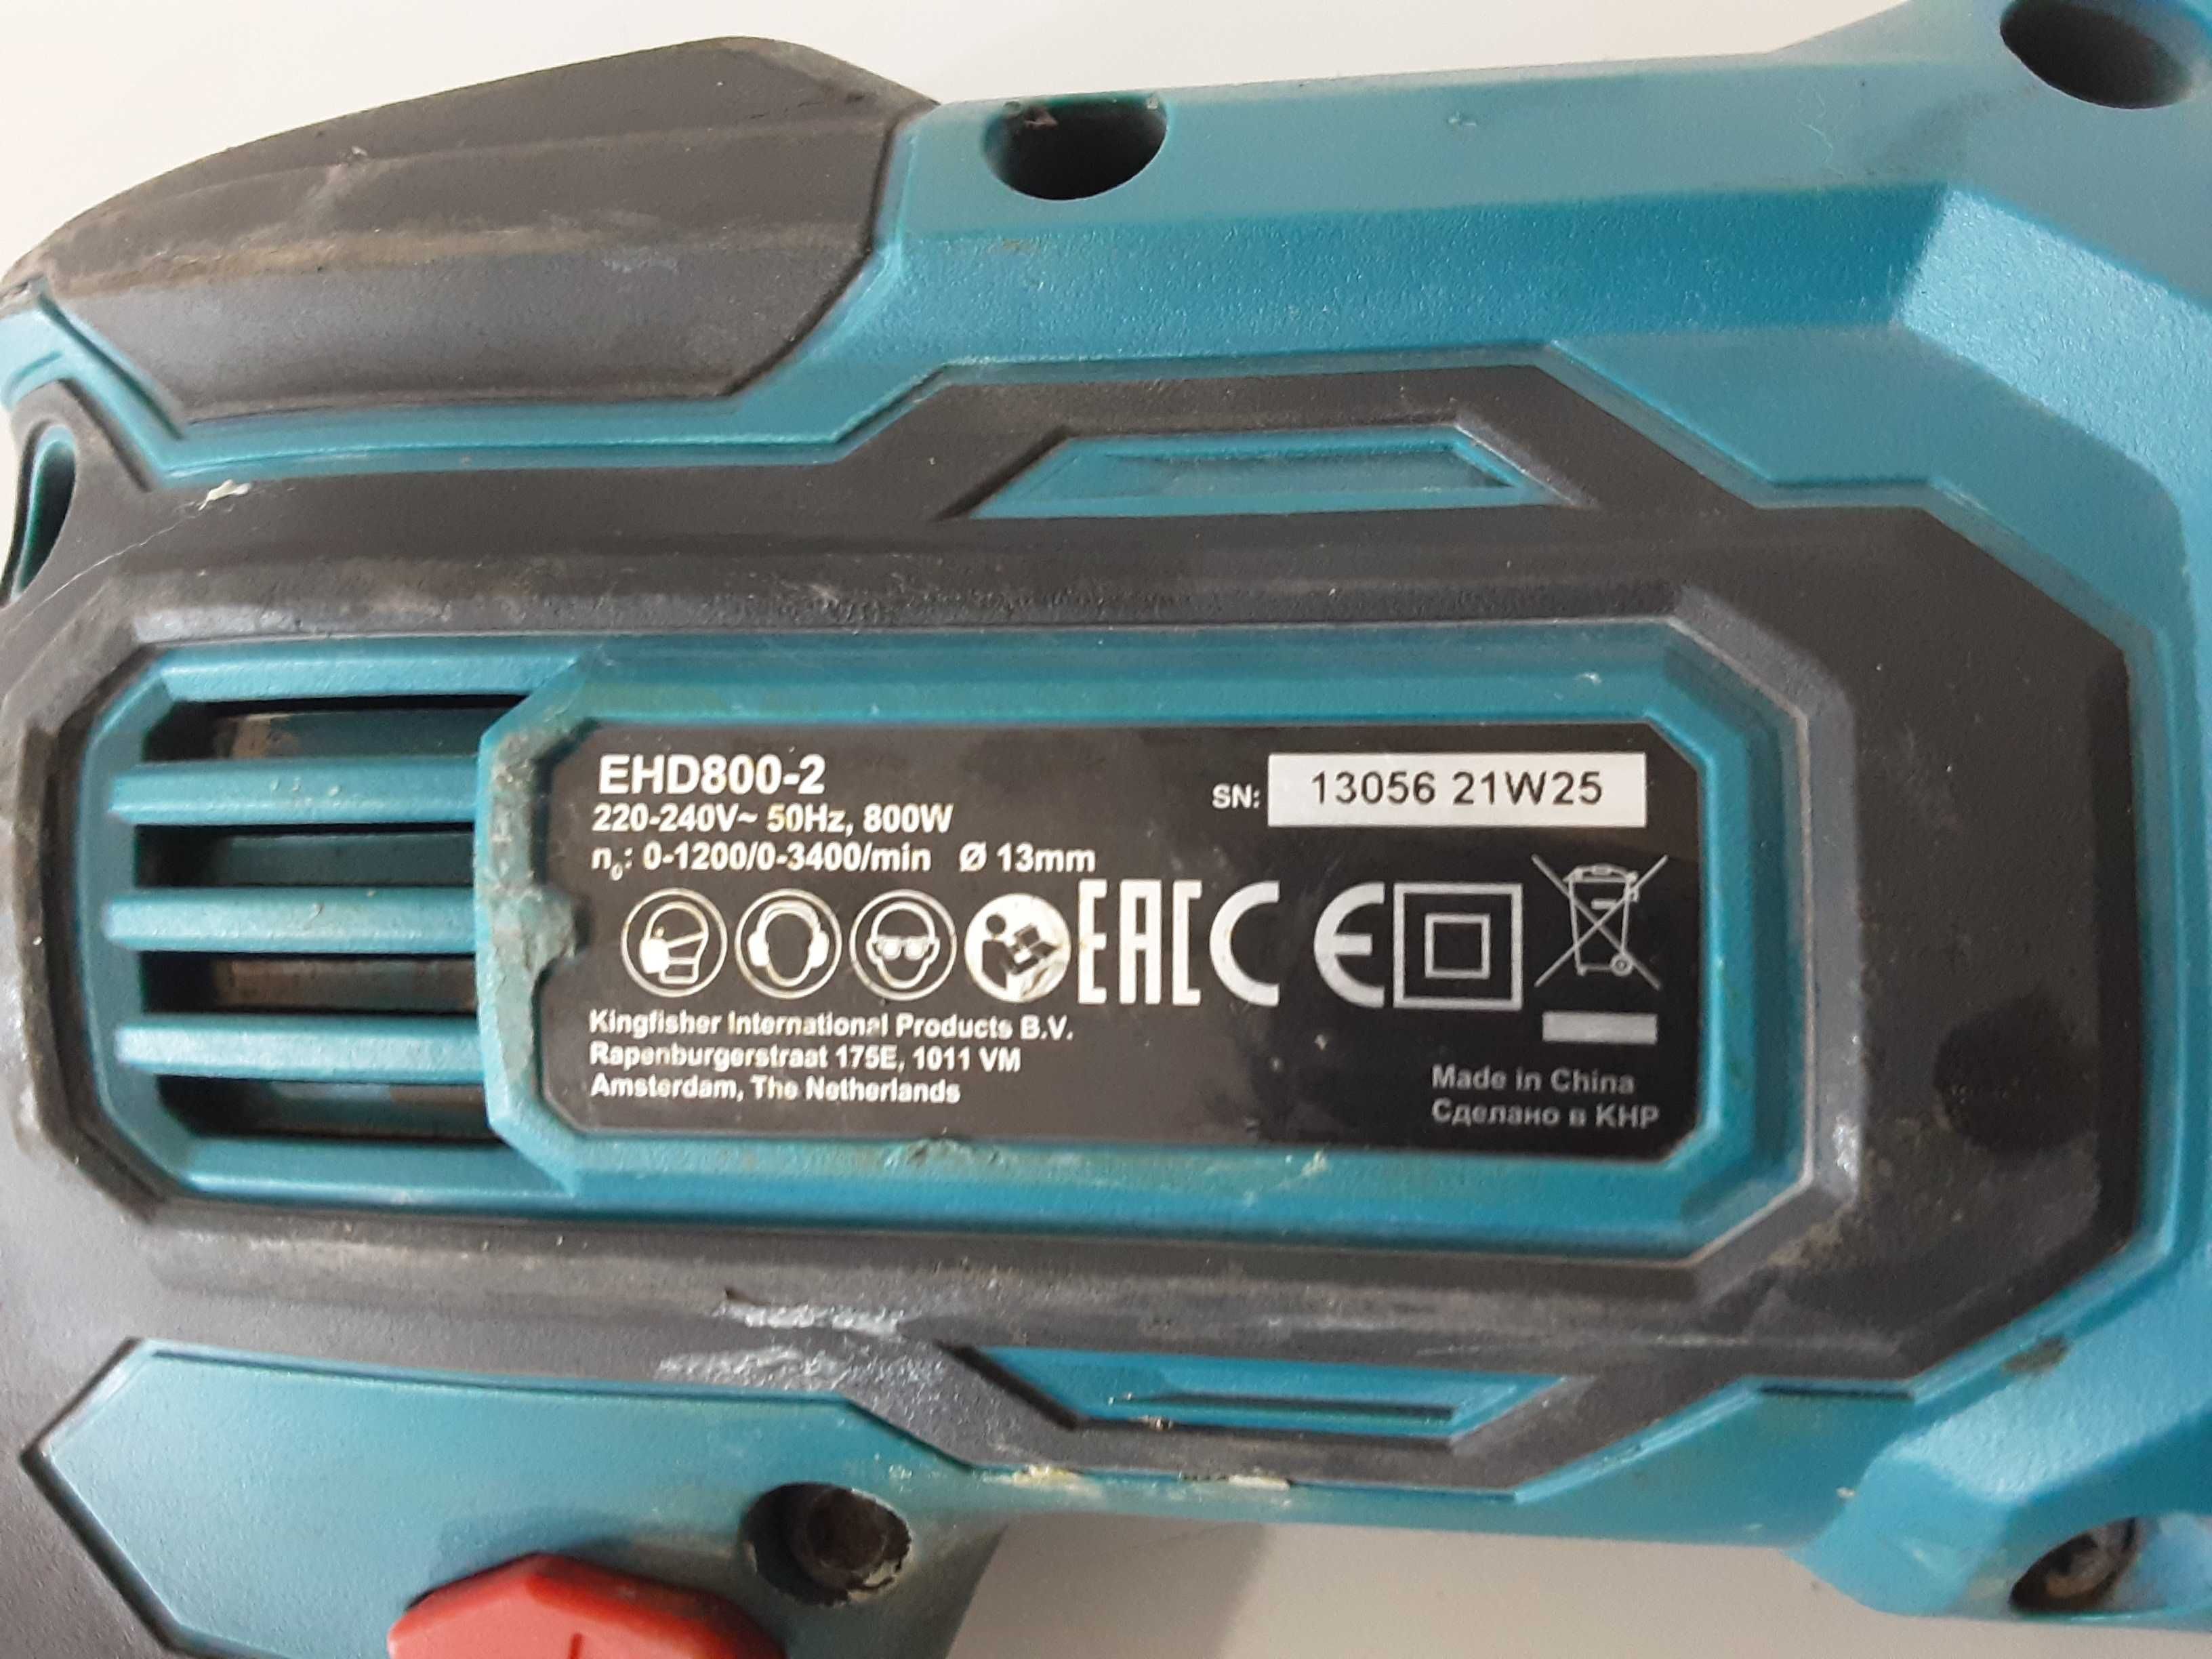 EHD800-2
220-240V~ 50Hz, 800W
n₀: 0-1200/0-3400/min Ø 13mm
SN: 13056 21W25
EAC CE
Kingfisher International Products B.V.
Rapenburgerstraat 175E, 1011 VM
Amsterdam, The Netherlands
Made in China
Сделано в КНР